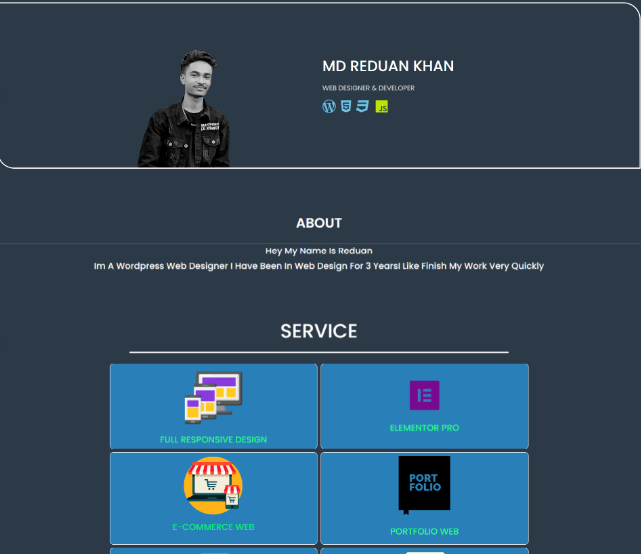 MD REDUAN KHAN
WEB DESIGNER & DEVELOPER
JS
ABOUT
Hey My Name Is Reduan
Im A Wordpress Web Designer I Have Been In Web Design For 3 Years! Like Finish My Work Very Quickly
SERVICE
FULL RESPONSIVE DESIGN
ELEMENTOR PRO
PORT
FOLIO
E-COMMERCE WEB
PORTFOLIO WEB